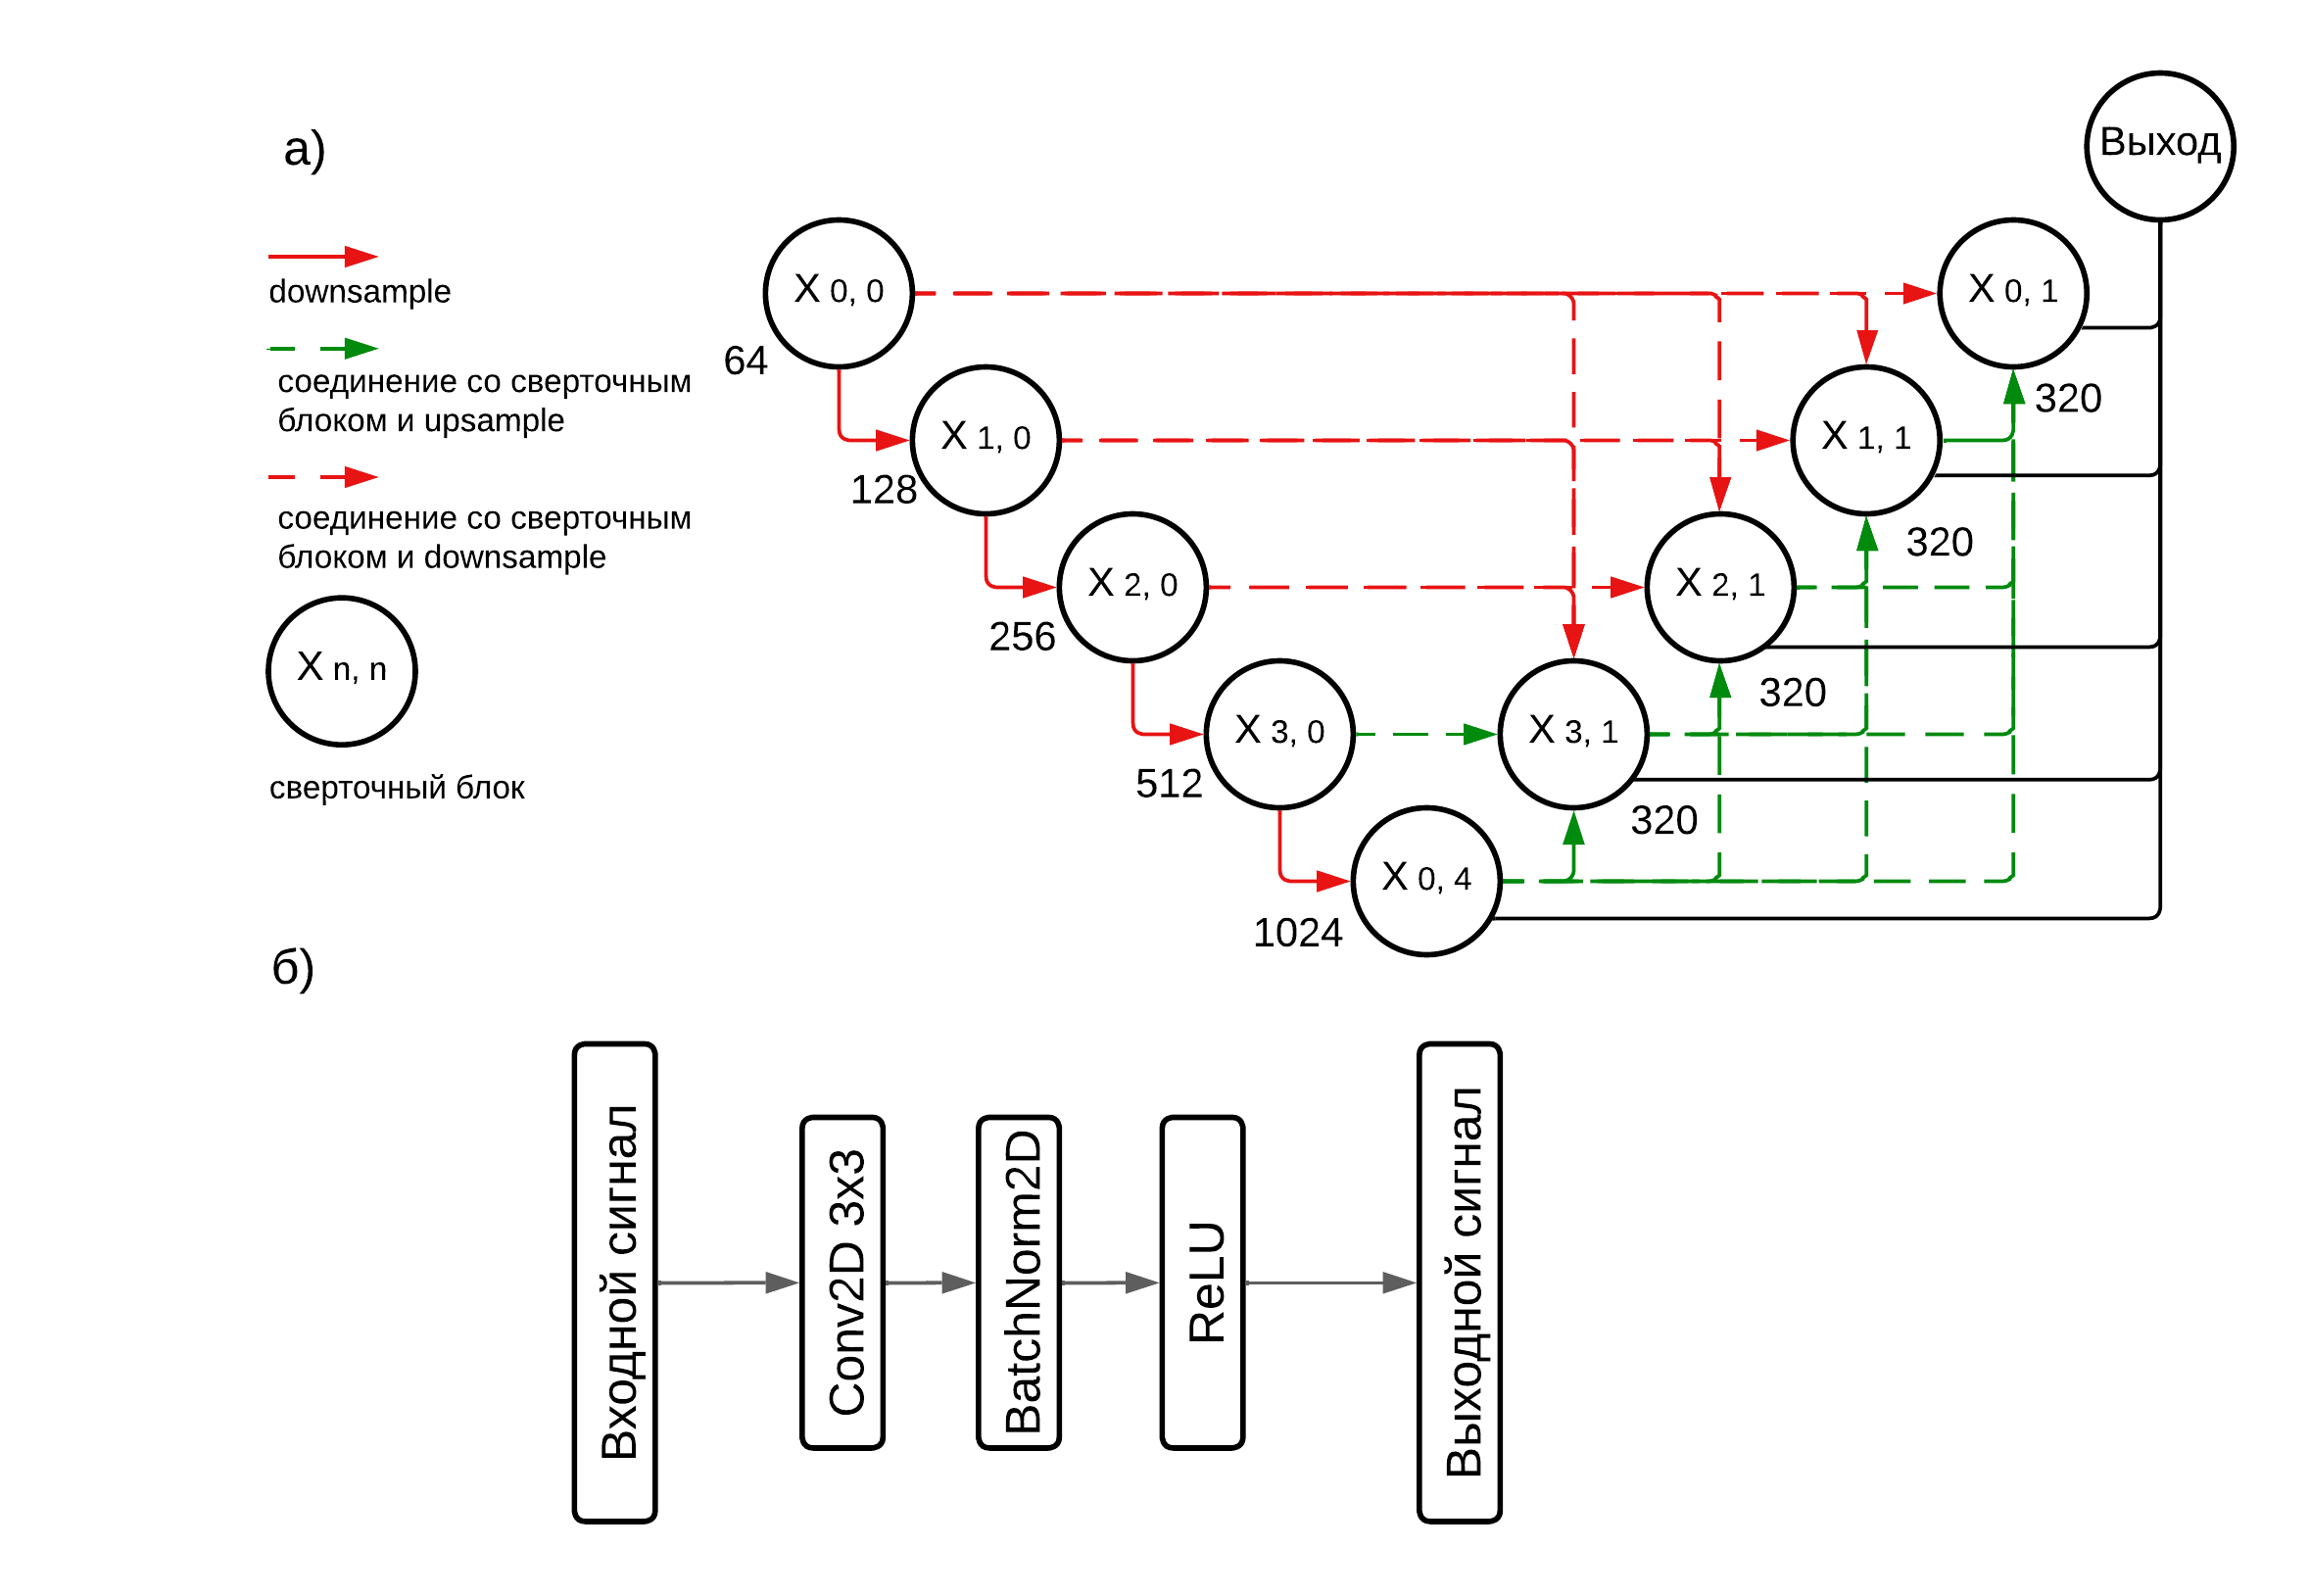 а)
Выход
downsample
соединение со сверточным
блоком и upsample
соединение со сверточным
блоком и downsample
X n, n
сверточный блок
X 0, 0
X 0, 1
64
320
X 1, 0
X 1, 1
128
320
X 2, 0
X 2, 1
256
320
X 3, 0
X 3, 1
512
320
X 0, 4
1024
б)
Входной сигнал
Conv2D 3x3
BatchNorm2D
ReLU
Выходной сигнал